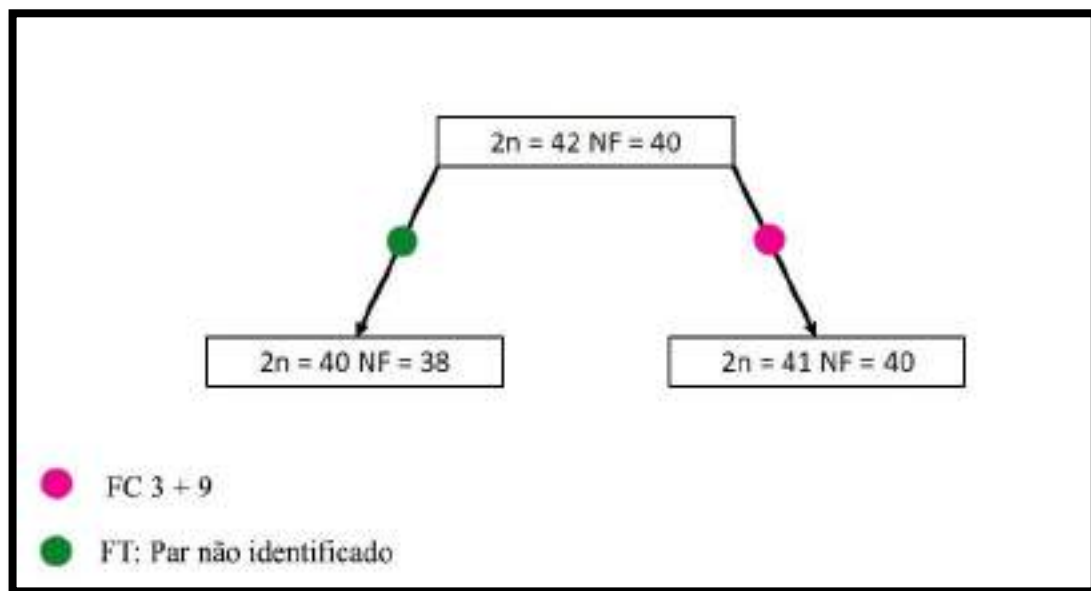 2n = 42 NF = 40
2n = 40 NF = 38
2n = 41 NF = 40
FC 3 + 9
FT: Par não identificado